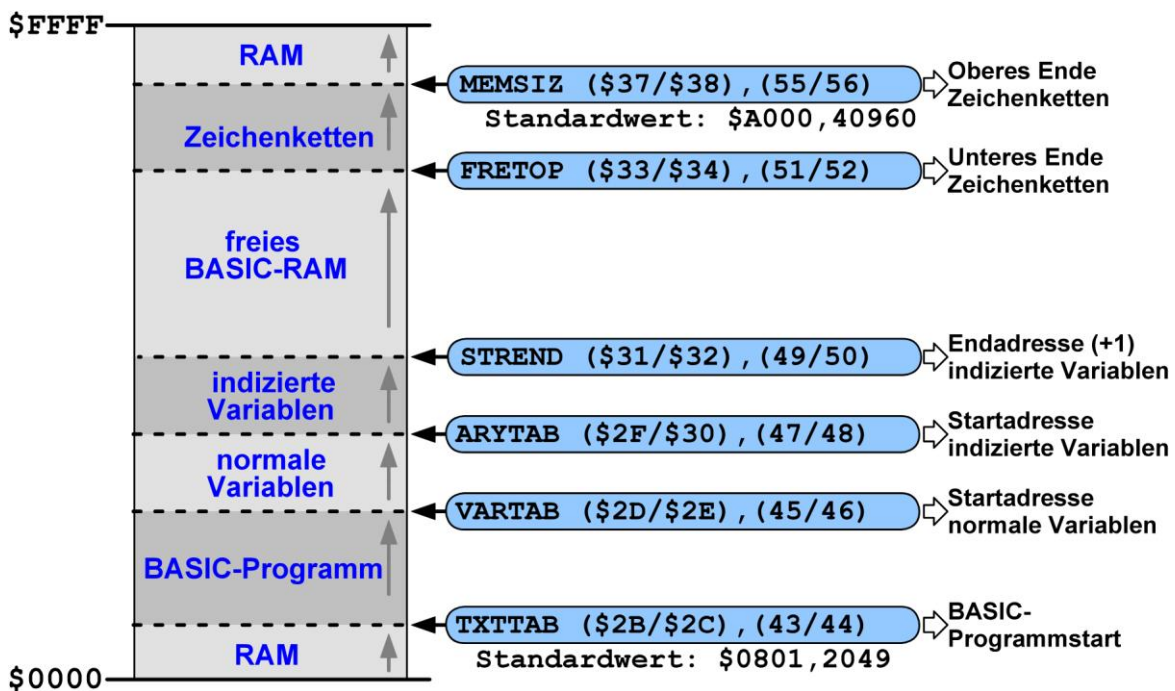 $FFFF
RAM
MEMSIZ ($37/$38),(55/56)
Oberes Ende
Zeichenketten
Standardwert: $A000,40960
Zeichenketten
FRETOP ($33/$34),(51/52)
Unteres Ende
Zeichenketten
freies
BASIC-RAM
STREND ($31/$32),(49/50)
Endadresse (+1)
indizierte Variablen
indizierte
Variablen
ARYTAB ($2F/$30),(47/48)
Startadresse
indizierte Variablen
normale
Variablen
VARTAB ($2D/$2E),(45/46)
Startadresse
normale Variablen
BASIC-Programm
TXTTAB ($2B/$2C),(43/44)
BASIC-
Programmstart
Standardwert: $0801,2049
RAM
$0000